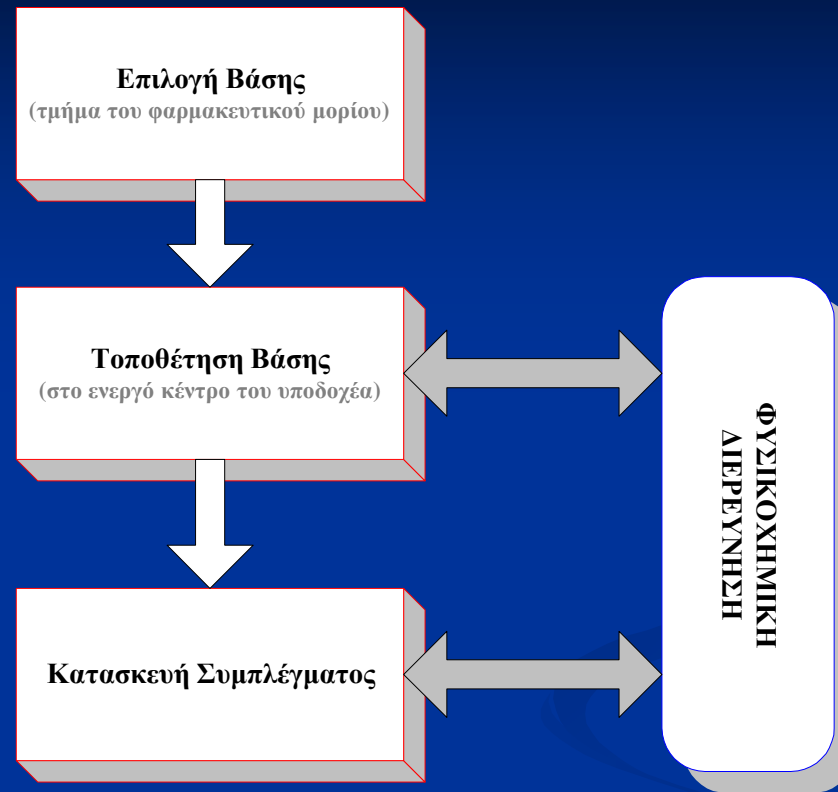 Επιλογή Βάσης
(τμήμα του φαρμακευτικού μορίου)
Τοποθέτηση Βάσης
(στο ενεργό κέντρο του υποδοχέα)
Κατασκευή Συμπλέγματος
ΦΥΣΙΚΟΧΗΜΙΚΗ
ΔΙΕΡΕΥΝΗΣΗ